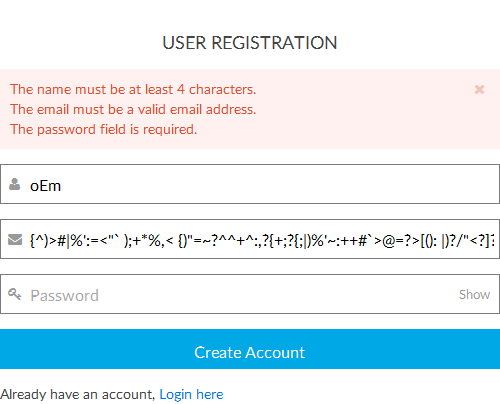 USER REGISTRATION
The name must be at least 4 characters.
The email must be a valid email address.
The password field is required.
oEm
{^)>#|%':=<"` );+*%,< {)"=~?^^+^:,?{+;?{;|)%'~:++#`>@=?>[(): |)?/"<?]?
Password Show
Create Account
Already have an account, Login here